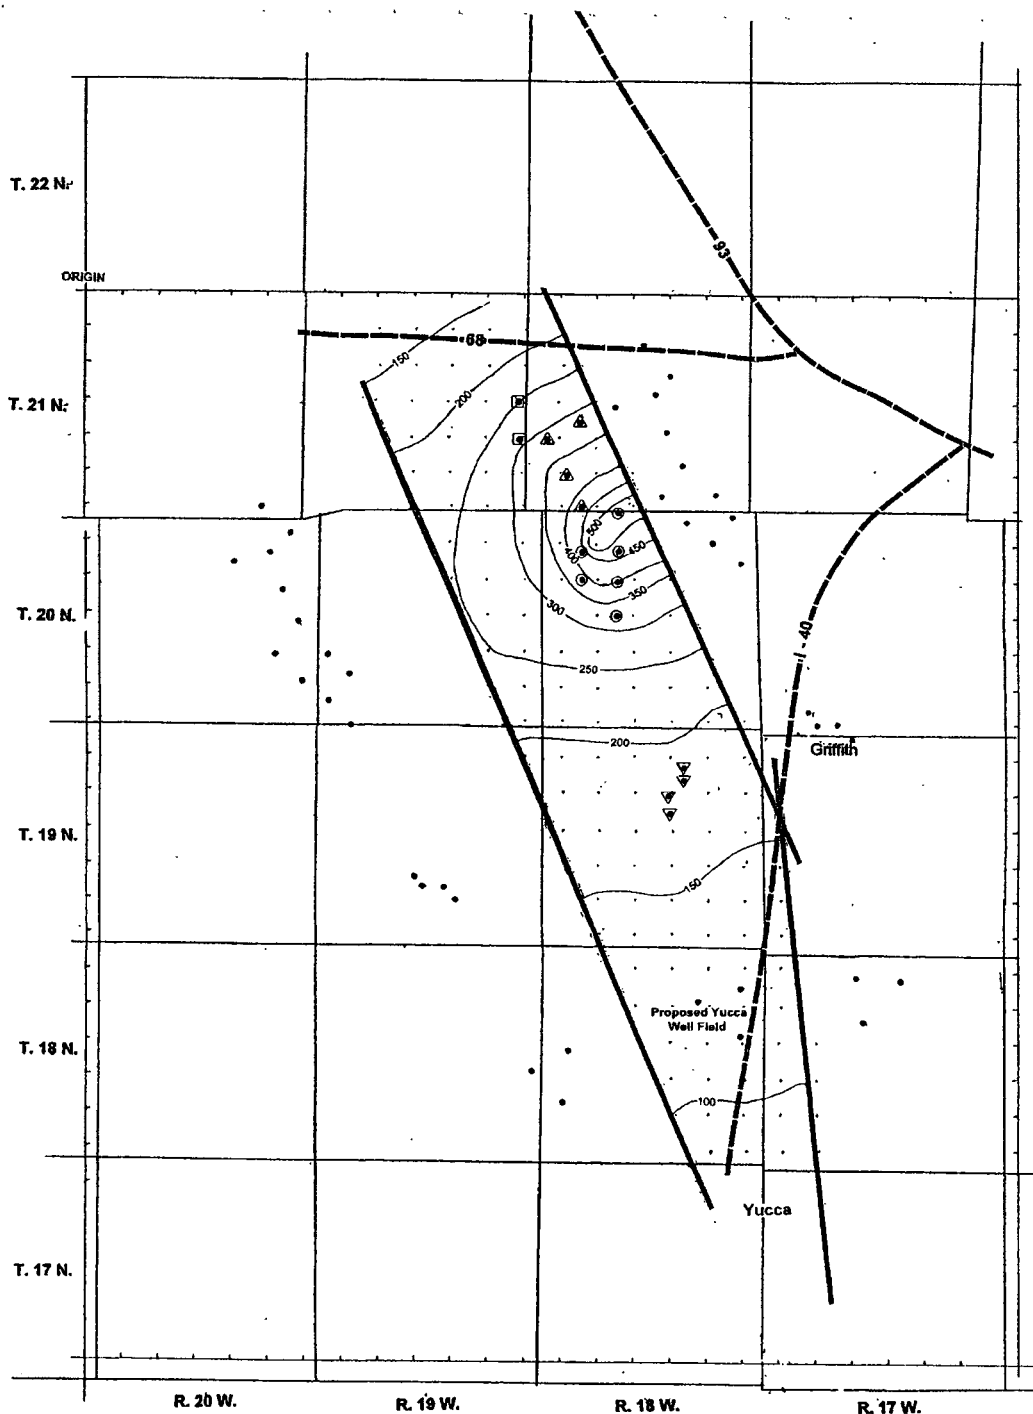 T. 22 N.
93
ORIGIN
68
150
200
T. 21 N.
500
400
450
350
300
T. 20 N.
I - 40
250
200
Griffith
T. 19 N.
150
Proposed Yucca
Well Field
T. 18 N.
100
Yucca
T. 17 N.
R. 20 W.
R. 19 W.
R. 18 W.
R. 17 W.